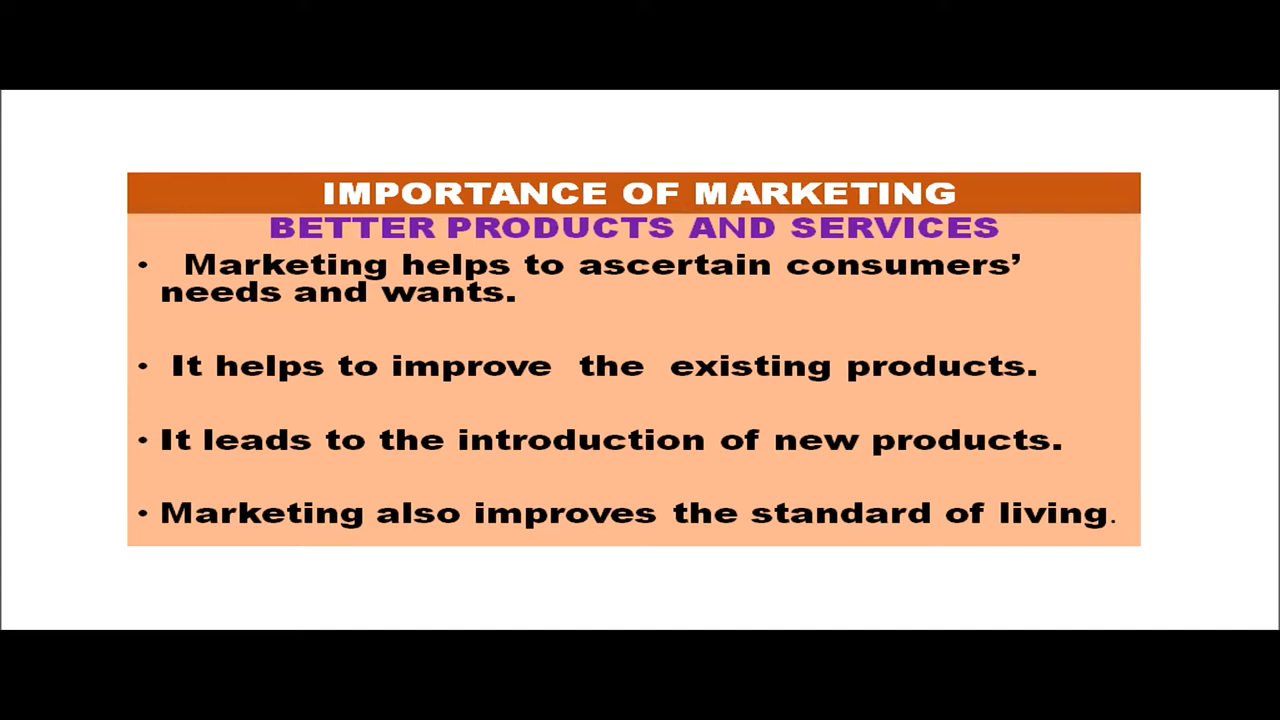 IMPORTANCE OF MARKETING
BETTER PRODUCTS AND SERVICES
• Marketing helps to ascertain consumers’
needs and wants.
• It helps to improve the existing products.
• It leads to the introduction of new products.
• Marketing also improves the standard of living.